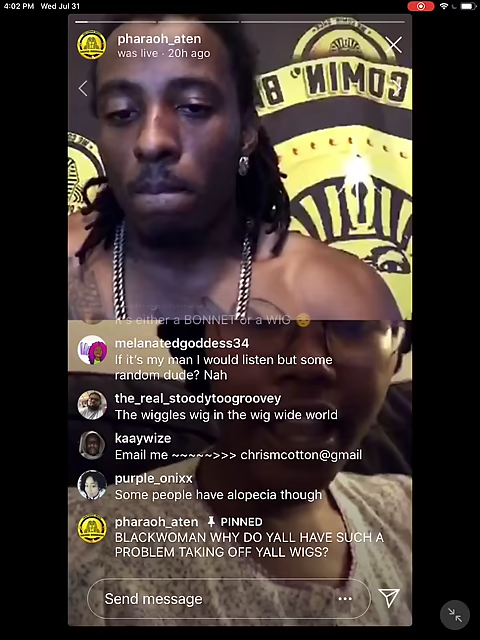 4:02 PM Wed Jul 31
pharaoh_aten
was live · 20h ago
COMIN' 
it's either a BONNET or a WIG 😔
melanatedgoddess34
If it's my man I would listen but some
random dude? Nah
the_real_stoodytoogroovey
The wiggles wig in the wig wide world
kaaywize
Email me ~~~~~>>> chrismcotton@gmail
purple_onixx
Some people have alopecia though
pharaoh_aten PINNED
BLACKWOMAN WHY DO YALL HAVE SUCH A
PROBLEM TAKING OFF YALL WIGS?
Send message